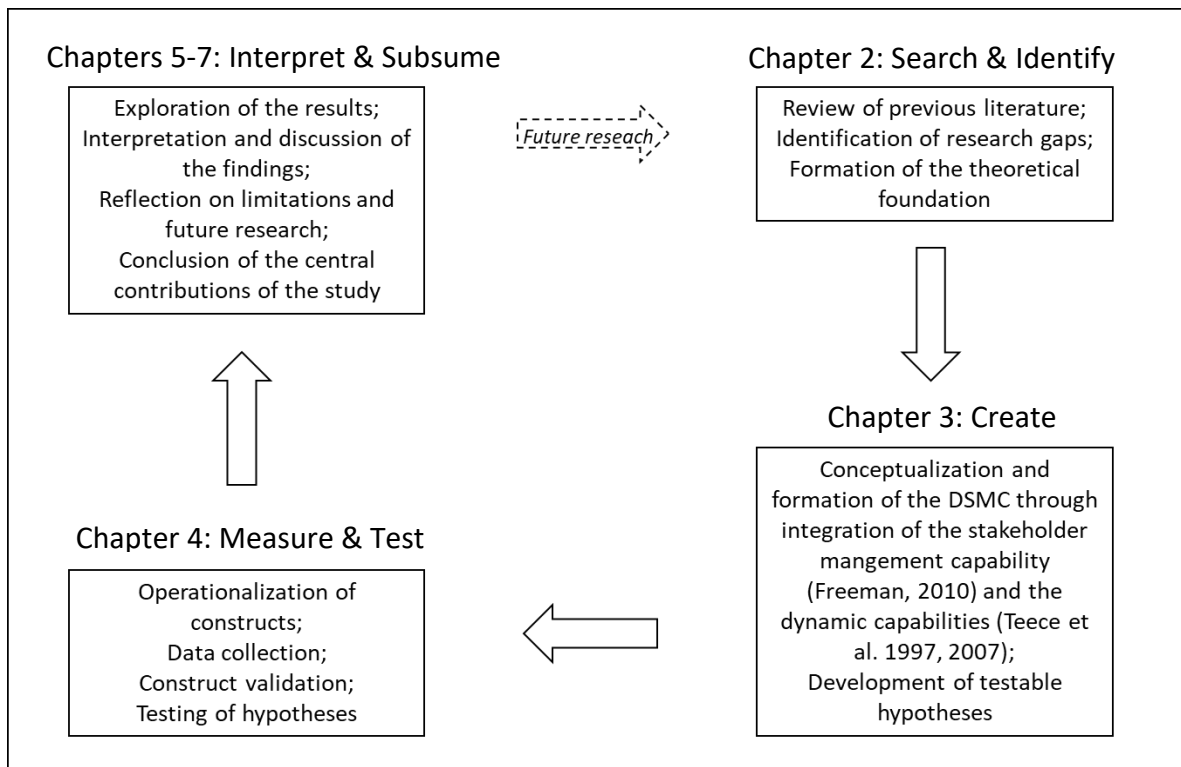 Chapters 5-7: Interpret & Subsume
Exploration of the results;
Interpretation and discussion of
the findings;
Reflection on limitations and
future research;
Conclusion of the central
contributions of the study
Future reseach
Chapter 2: Search & Identify
Review of previous literature;
Identification of research gaps;
Formation of the theoretical
foundation
Chapter 3: Create
Conceptualization and
formation of the DSMC through
integration of the stakeholder
mangement capability
(Freeman, 2010) and the
dynamic capabilities (Teece et
al. 1997, 2007);
Development of testable
hypotheses
Chapter 4: Measure & Test
Operationalization of
constructs;
Data collection;
Construct validation;
Testing of hypotheses